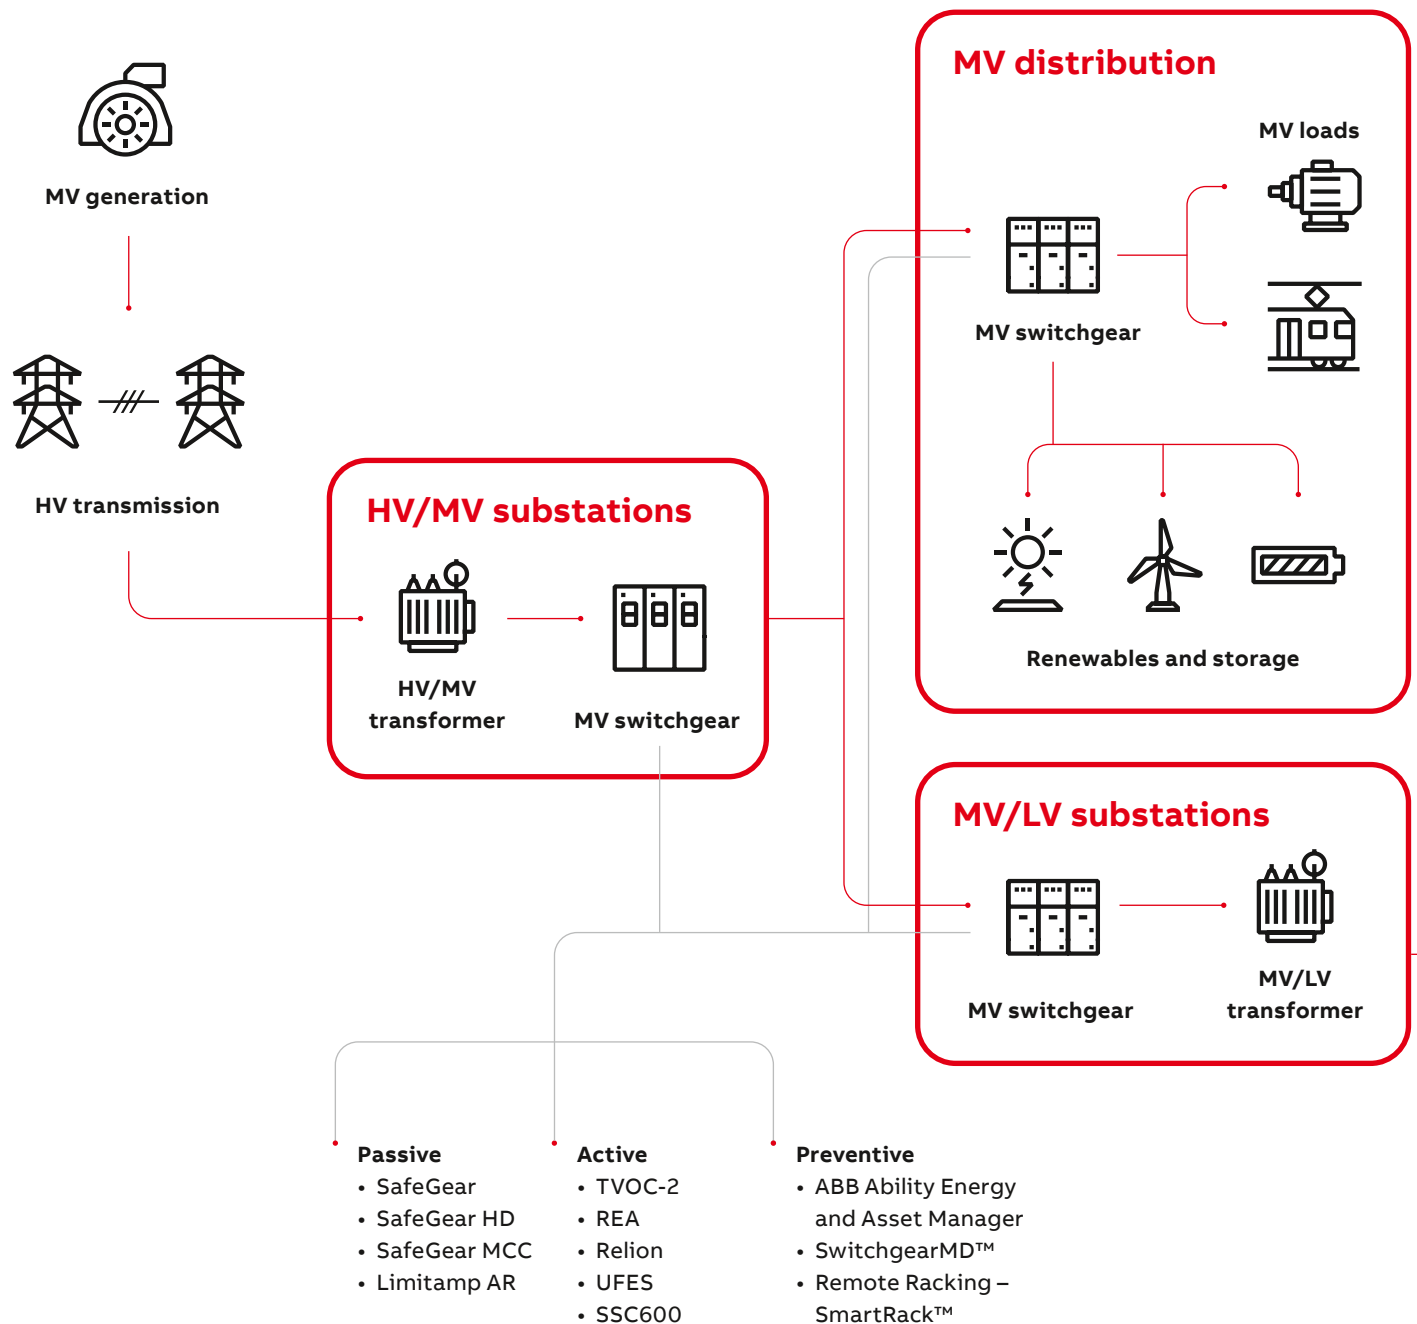 MV generation
HV transmission
HV/MV substations
HV/MV
transformer
MV switchgear
MV distribution
MV loads
MV switchgear
Renewables and storage
MV/LV substations
MV switchgear
MV/LV
transformer
Passive
• SafeGear
• SafeGear HD
• SafeGear MCC
• Limitamp AR
Active
• TVOC-2
• REA
• Relion
• UFES
• SSC600
Preventive
• ABB Ability Energy
and Asset Manager
• SwitchgearMD™
• Remote Racking –
SmartRack™